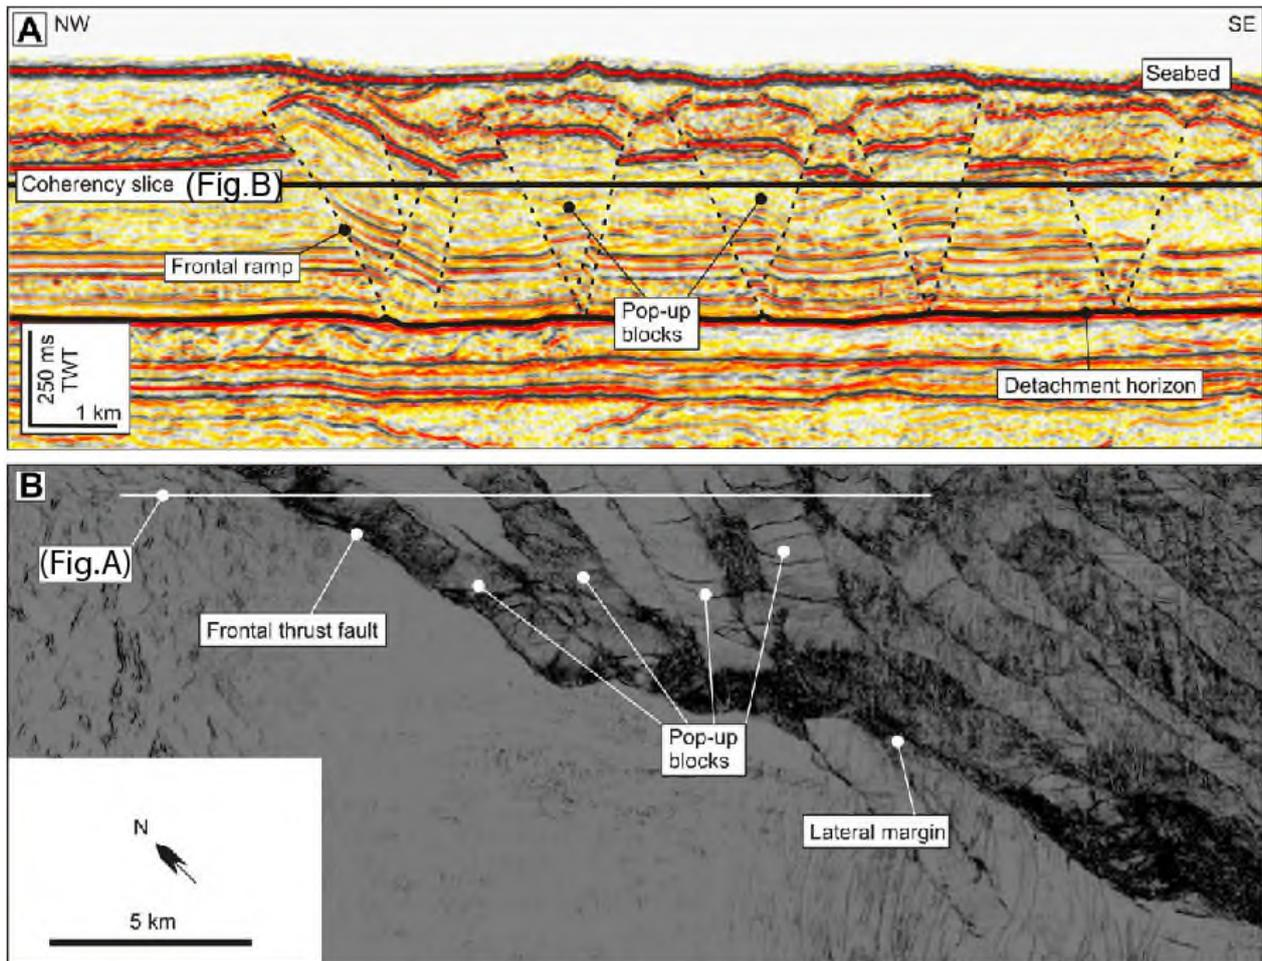 A NW
SE
Seabed
Coherency slice (Fig.B)
Frontal ramp
Pop-up
blocks
Detachment horizon
250 ms
TWT
1 km
B
(Fig.A)
Frontal thrust fault
Pop-up
blocks
Lateral margin
N
5 km